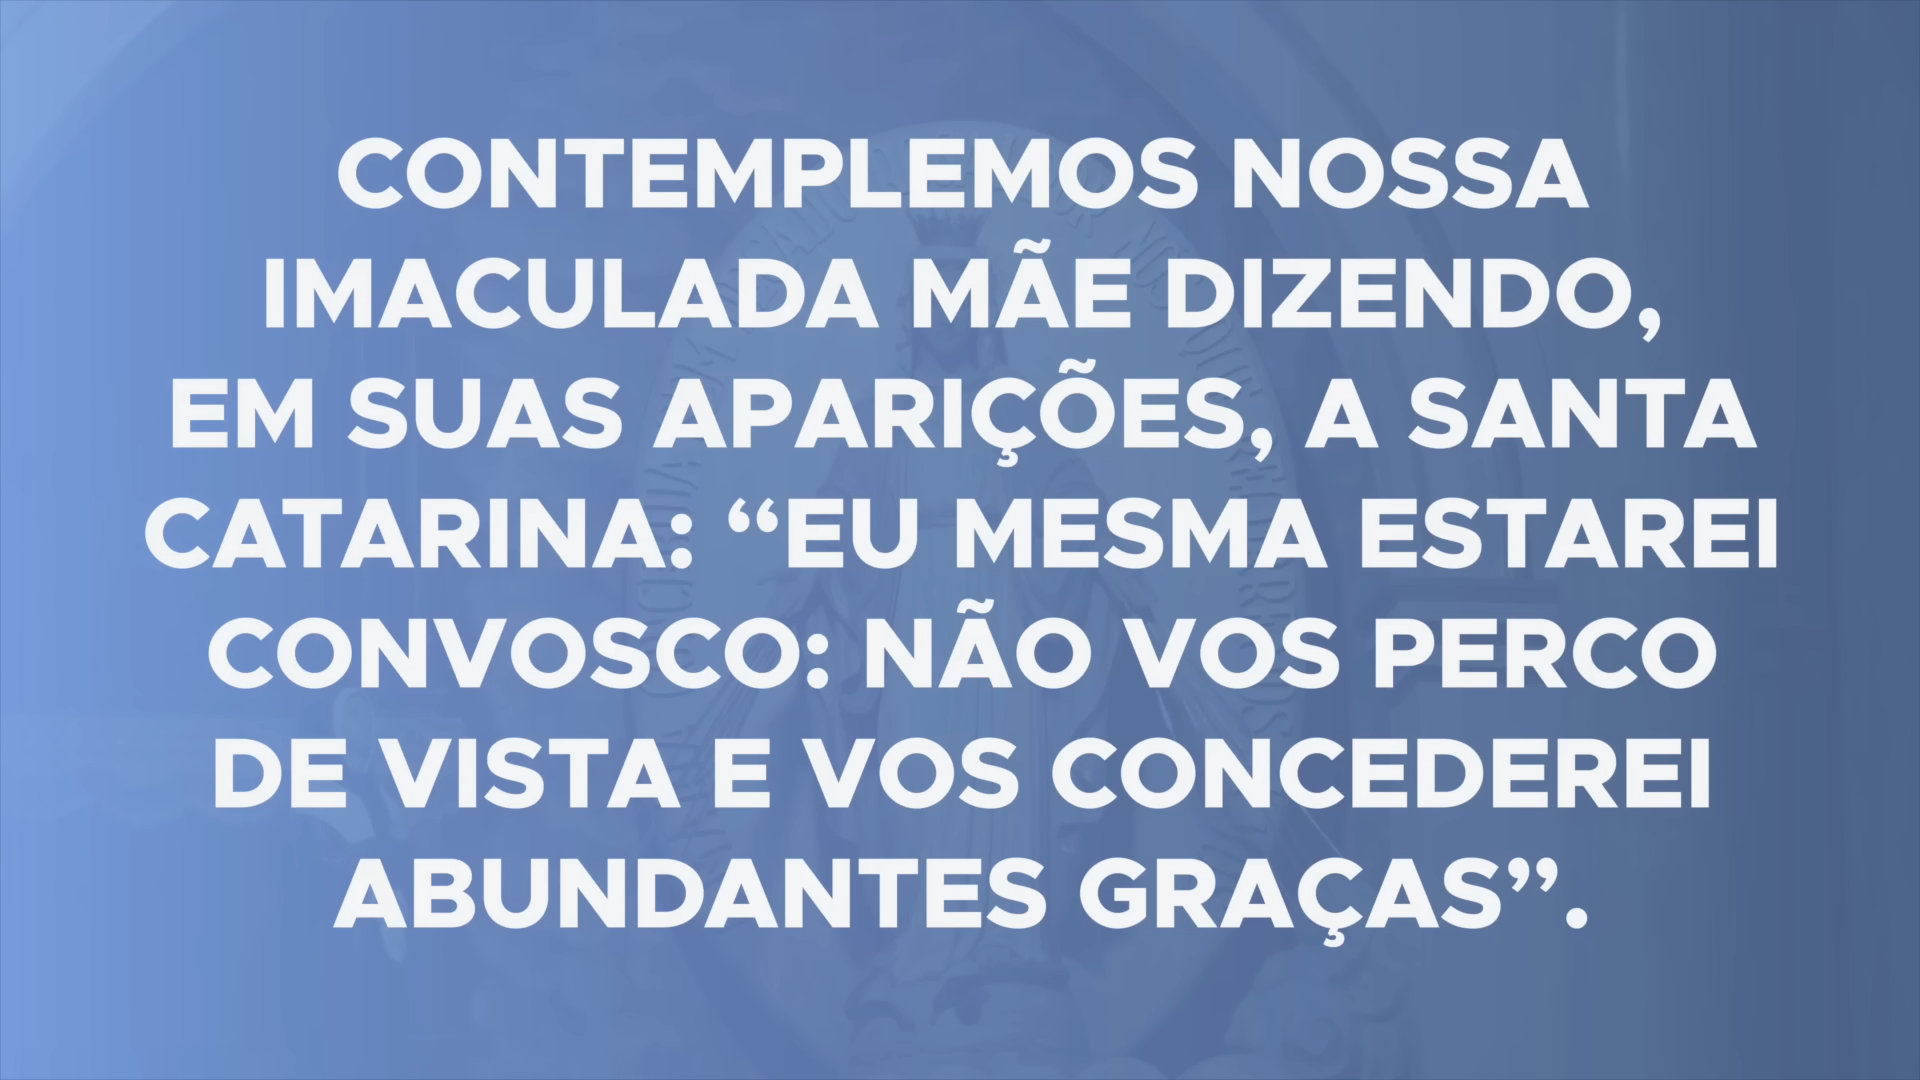 CONTEMPLEMOS NOSSA
IMACULADA MÃE DIZENDO,
EM SUAS APARIÇÕES, A SANTA
CATARINA: “EU MESMA ESTAREI
CONVOSCO: NÃO VOS PERCO
DE VISTA E VOS CONCEDEREI
ABUNDANTES GRAÇAS”.